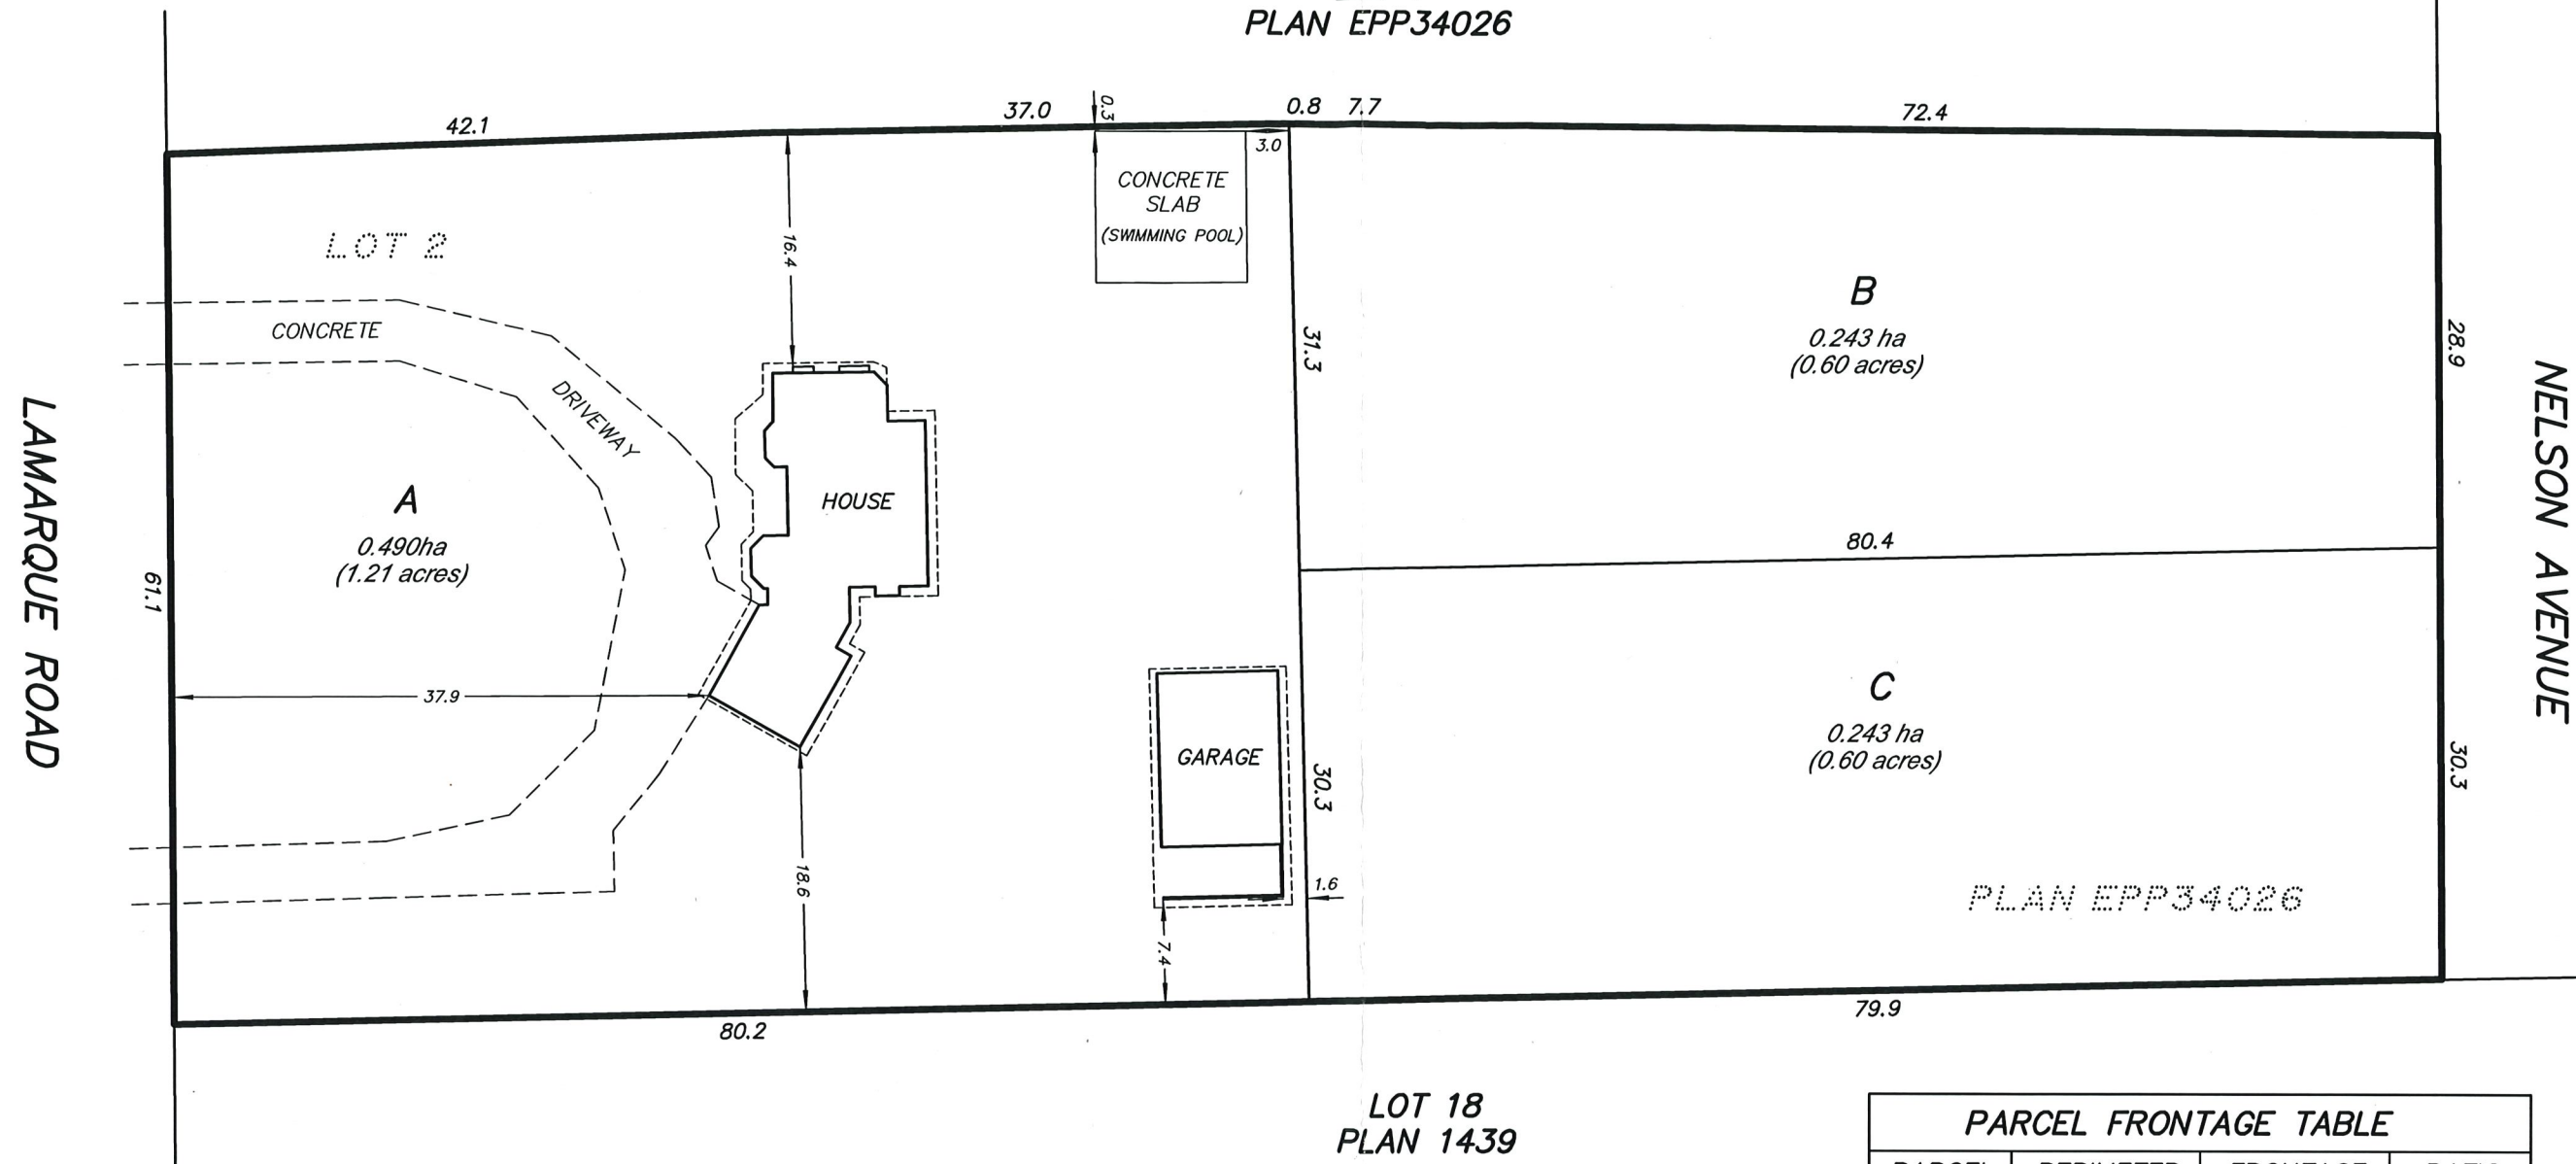 PLAN EPP34026
42.1
37.0
0.3
0.8
7.7
72.4
3.0
CONCRETE
SLAB
(SWIMMING POOL)
LOT 2
16.4
CONCRETE
DRIVEWAY
31.3
B
0.243 ha
(0.60 acres)
28.9
LAMARQUE ROAD
NELSON AVENUE
A
0.490ha
(1.21 acres)
61.1
HOUSE
80.4
37.9
C
0.243 ha
(0.60 acres)
GARAGE
30.3
30.3
18.6
1.6
7.4
PLAN EPP34026
80.2
79.9
LOT 18
PLAN 1439
PARCEL FRONTAGE TABLE